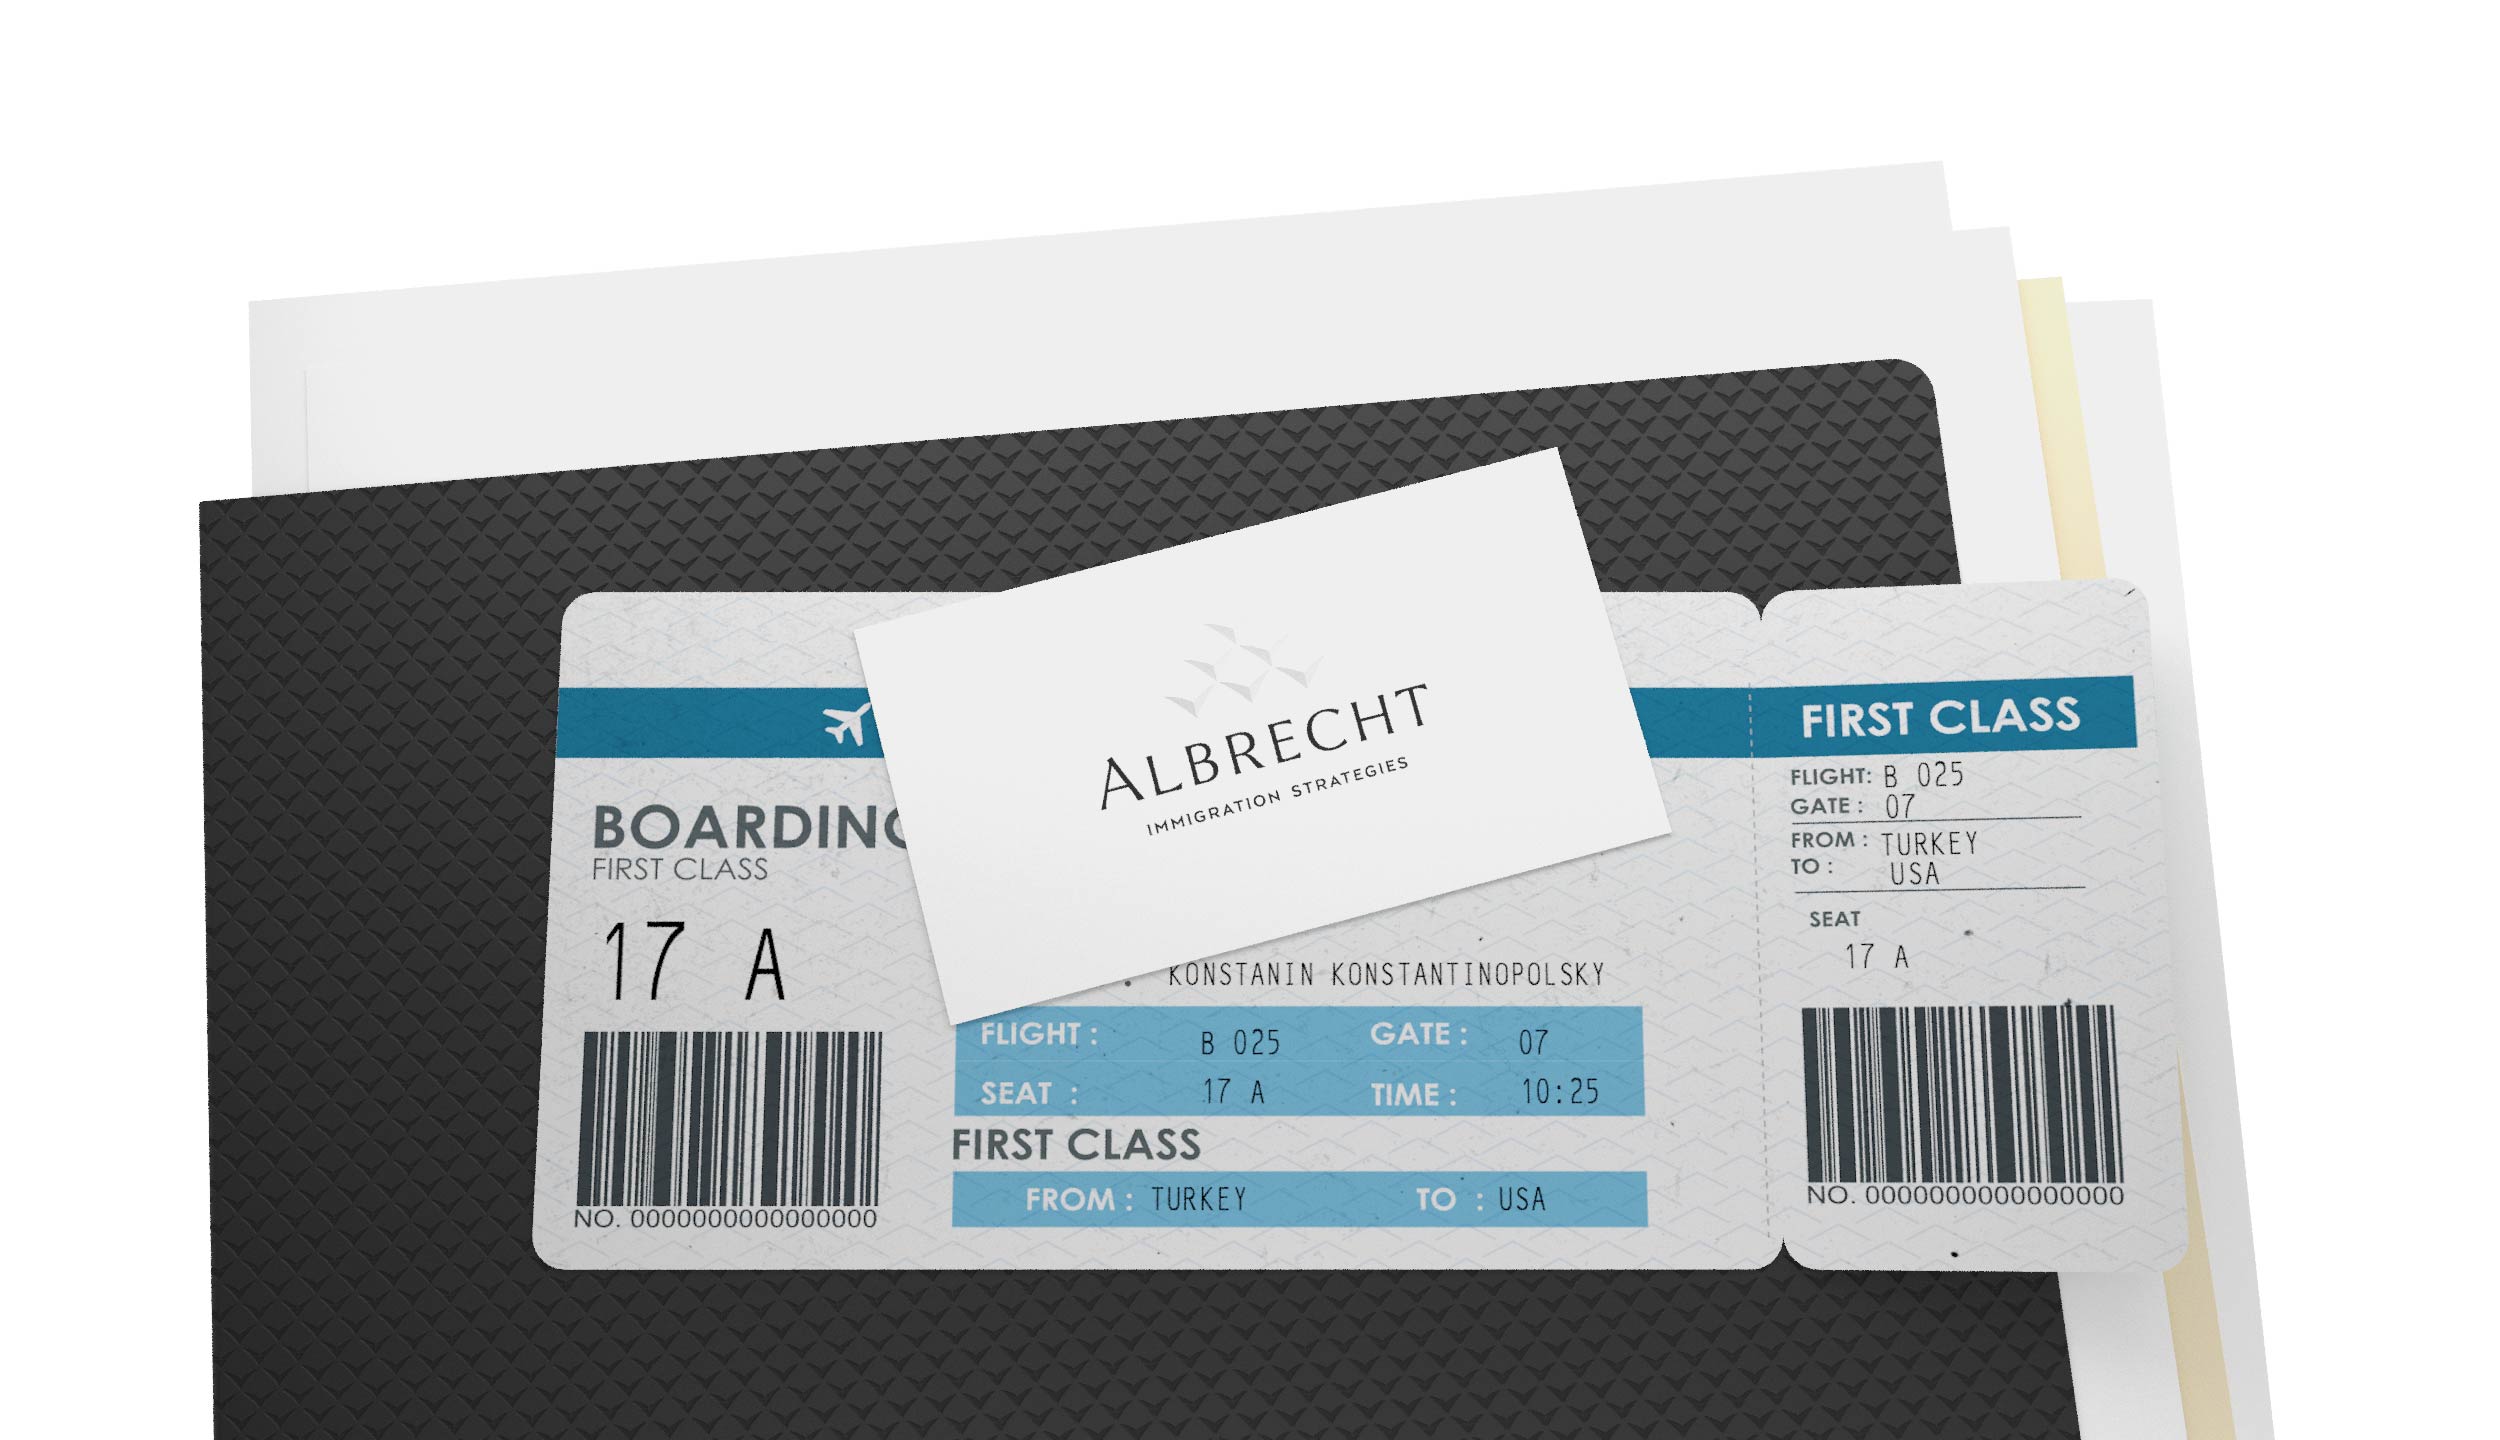 ALBRECHT
IMMIGRATION STRATEGIES
BOARDING
FIRST CLASS
17 A
NO. 0000000000000000
KONSTANIN KONSTANTINOPOLSKY
FLIGHT : B 025 GATE : 07
SEAT : 17 A TIME : 10:25
FIRST CLASS
FROM : TURKEY TO : USA
FIRST CLASS
FLIGHT: B 025
GATE : 07
FROM : TURKEY
TO : USA
SEAT
17 A
NO. 0000000000000000